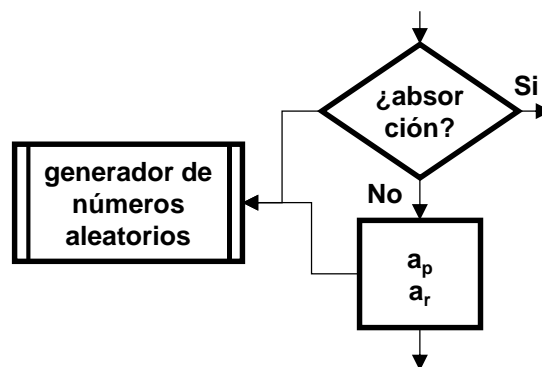 ¿absor
ción?
Si
generador de
números
aleatorios
No
aₚ
aᵣ